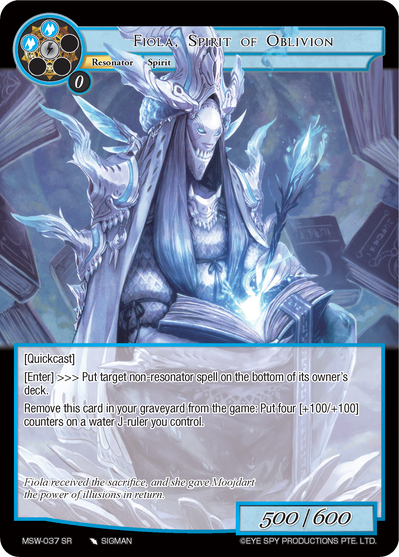 Fiola, Spirit of Oblivion
Resonator Spirit
0
[Quickcast]
[Enter] >>> Put target non-resonator spell on the bottom of its owner's
deck.
Remove this card in your graveyard from the game: Put four [+100/+100]
counters on a water J-ruler you control.
Fiola received the sacrifice, and she gave Moojdart
the power of illusions in return.
500 / 600
MSW-037 SR SIGMAN ©EYE SPY PRODUCTIONS PTE. LTD.